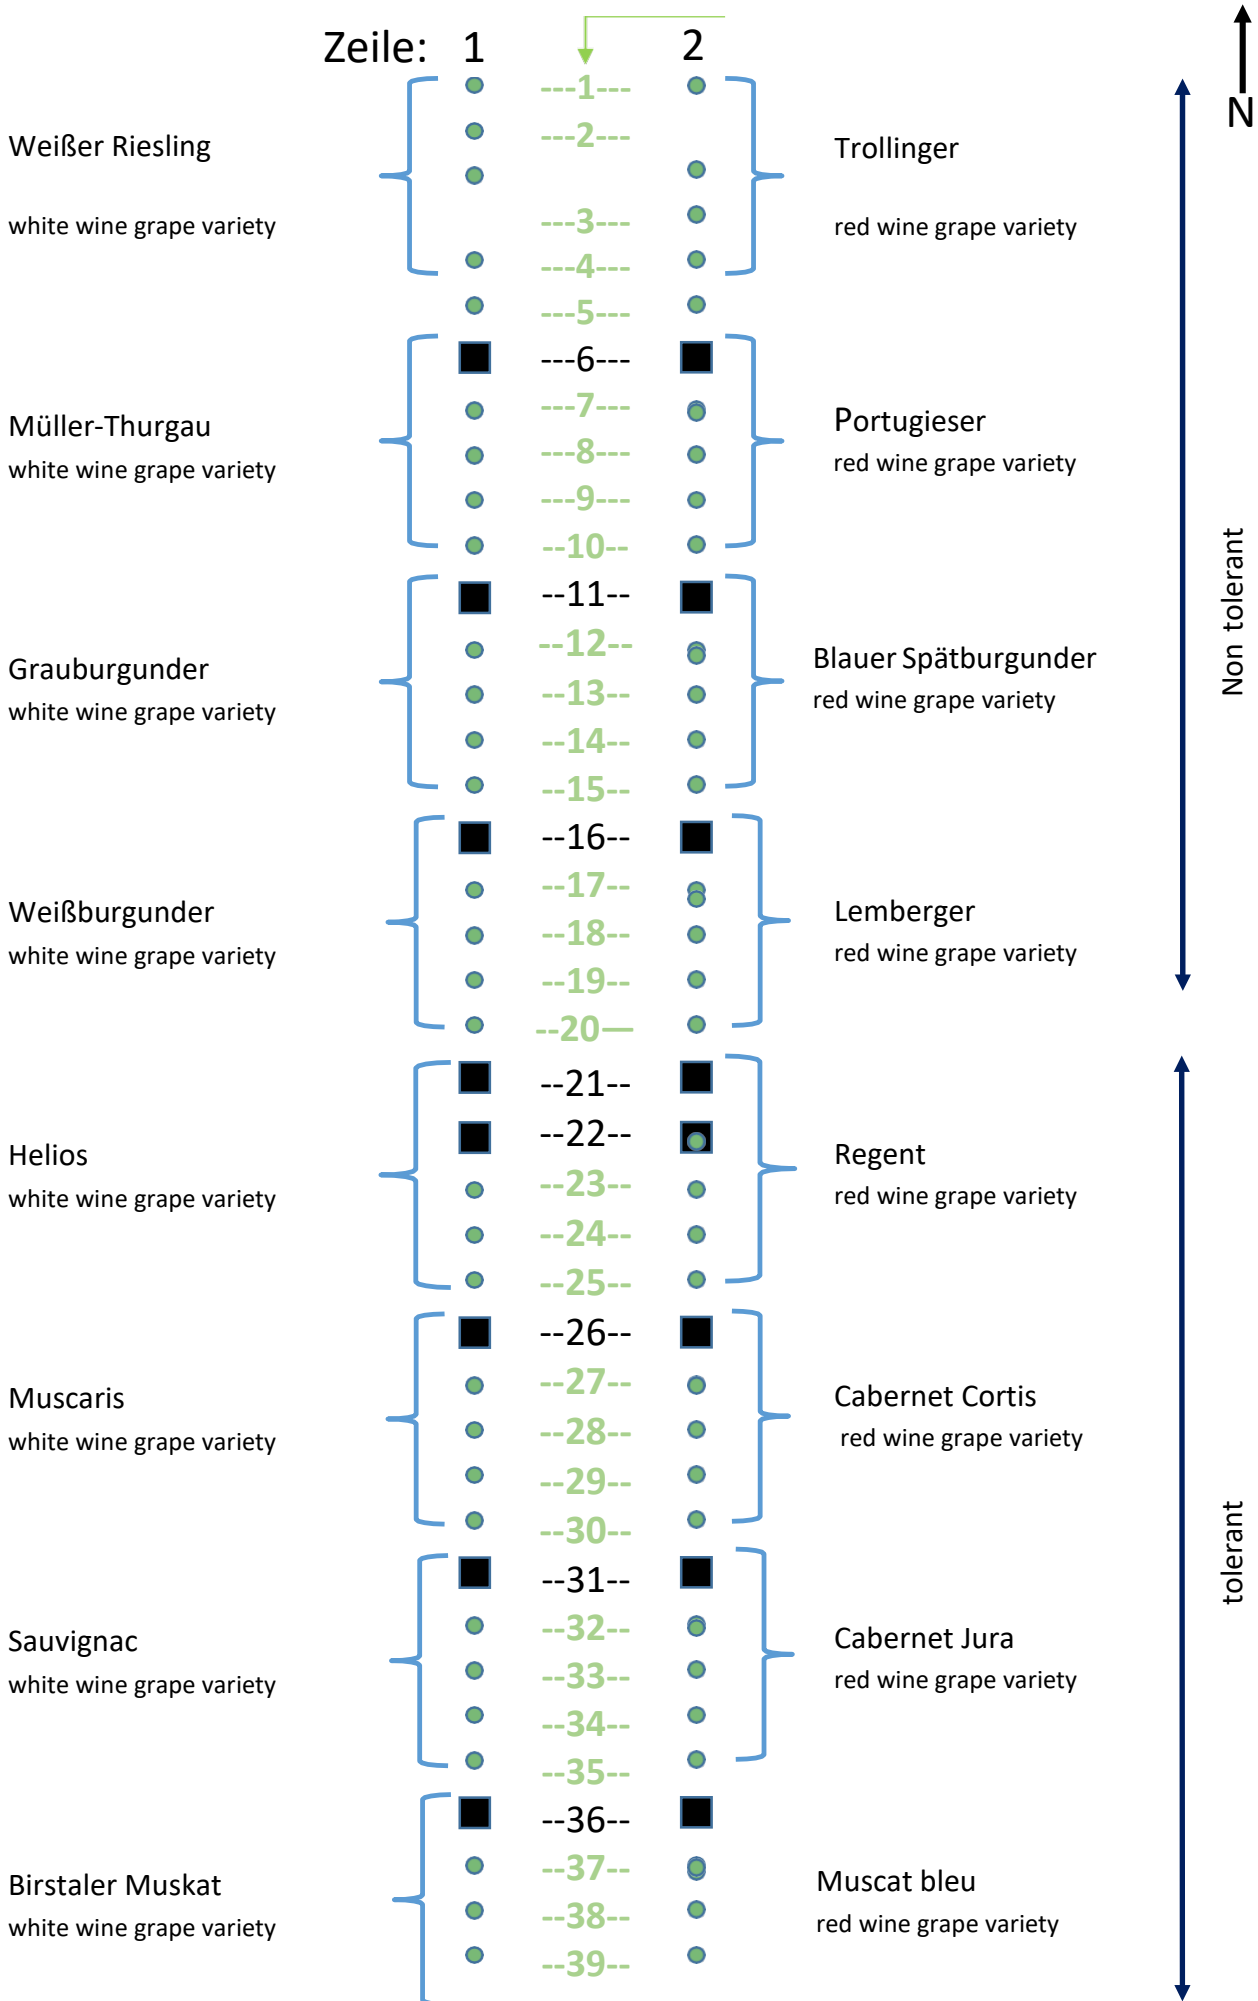 Zeile: 1 2
N
---1---
---2---
Weißer Riesling
Trollinger
white wine grape variety
---3---
red wine grape variety
---4---
---5---
---6---
---7---
Müller-Thurgau
Portugieser
---8---
white wine grape variety
red wine grape variety
---9---
--10--
--11--
Non tolerant
--12--
Grauburgunder
Blauer Spätburgunder
--13--
white wine grape variety
red wine grape variety
--14--
--15--
--16--
--17--
Weißburgunder
Lemberger
--18--
white wine grape variety
red wine grape variety
--19--
--20—
--21--
--22--
Helios
Regent
--23--
white wine grape variety
red wine grape variety
--24--
--25--
--26--
--27--
Muscaris
Cabernet Cortis
--28--
white wine grape variety
red wine grape variety
--29--
--30--
tolerant
--31--
--32--
Sauvignac
Cabernet Jura
--33--
white wine grape variety
red wine grape variety
--34--
--35--
--36--
--37--
Birstaler Muskat
Muscat bleu
--38--
white wine grape variety
red wine grape variety
--39--